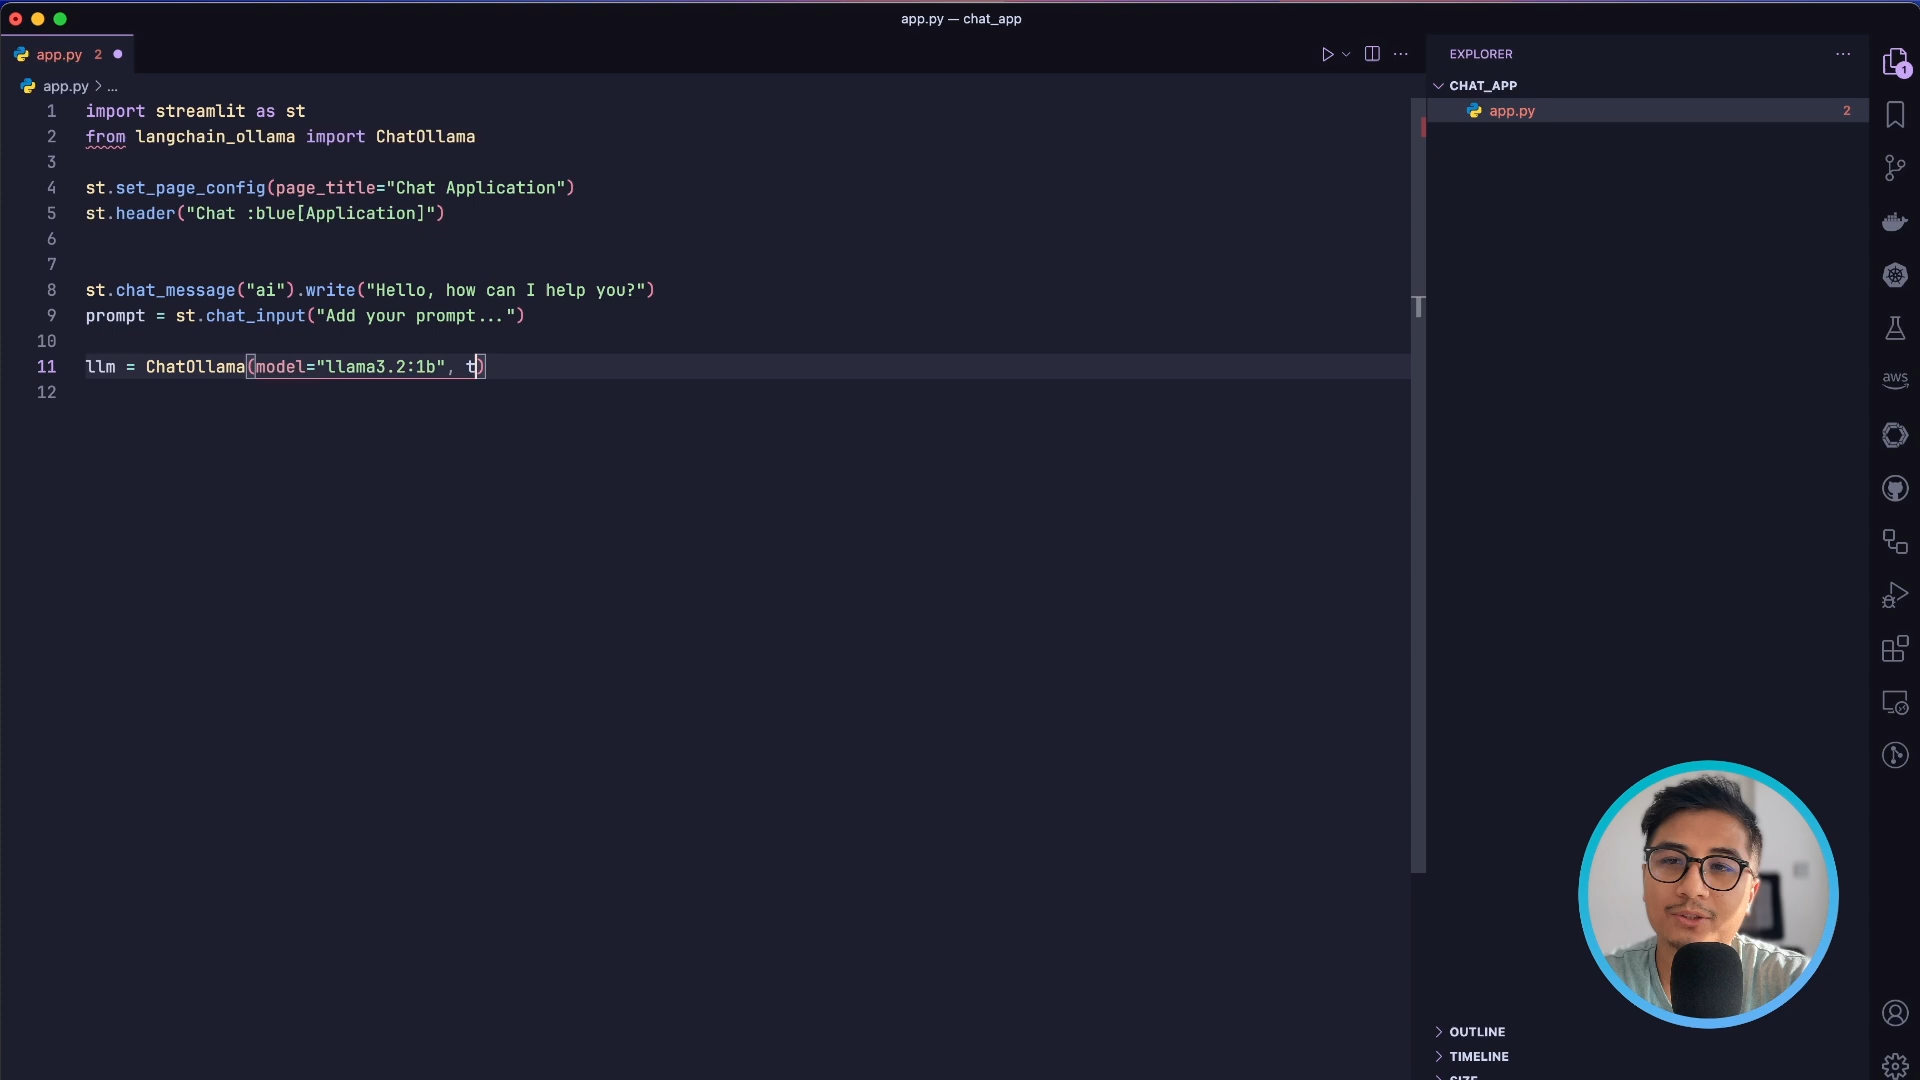 app.py — chat_app
app.py 2
app.py > ...
1 import streamlit as st
2 from langchain_ollama import ChatOllama
3
4 st.set_page_config(page_title="Chat Application")
5 st.header("Chat :blue[Application]")
6
7
8 st.chat_message("ai").write("Hello, how can I help you?")
9 prompt = st.chat_input("Add your prompt...")
10
11 llm = ChatOllama(model="llama3.2:1b", t)
12
EXPLORER
CHAT_APP
app.py 2
1
aws
OUTLINE
TIMELINE
SIZE